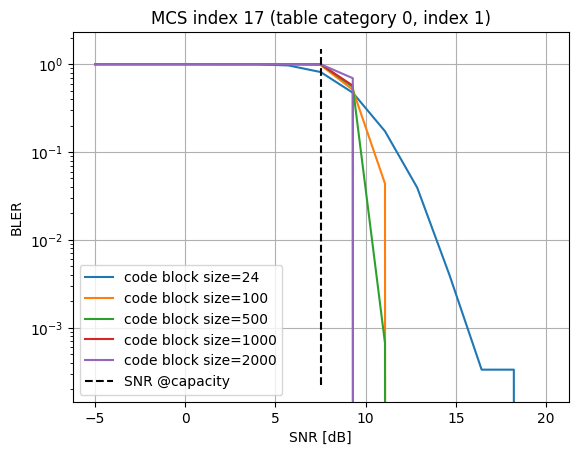 MCS index 17 (table category 0, index 1)
10⁰
10⁻¹
10⁻²
10⁻³
BLER
code block size=24
code block size=100
code block size=500
code block size=1000
code block size=2000
SNR @capacity
−5 0 5 10 15 20
SNR [dB]